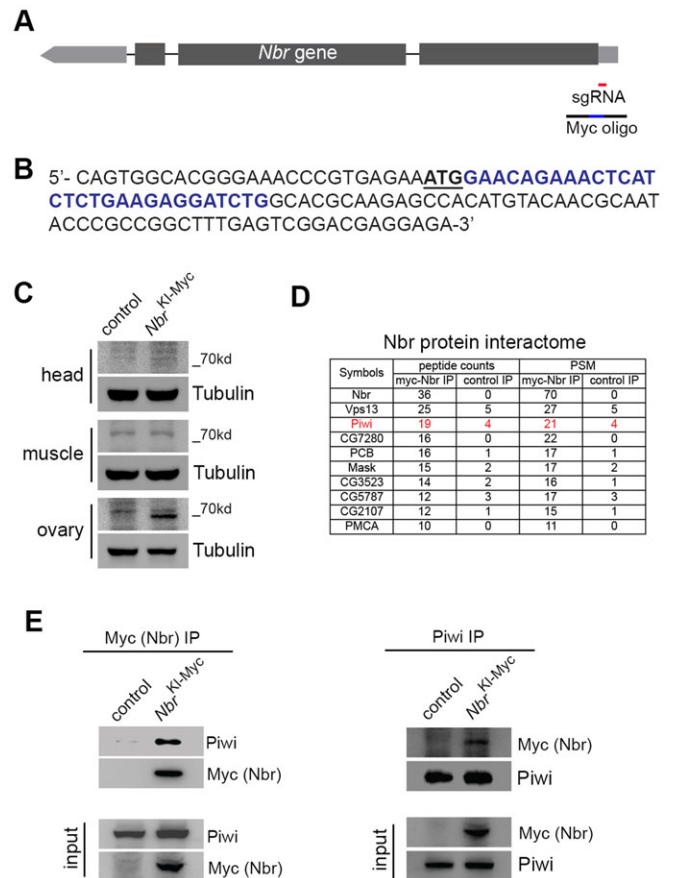 A
Nbr gene
sgRNA
Myc oligo
B
5'- CAGTGGCACGGGAAACCCGTGAGAAATGGAACAGAAACTCAT
CTCTGAAGAGGATCTGGCACGCAAGAGCCACATGTACAACGCAAT
ACCCGCCGGCTTTGAGTCGGACGAGGAGA-3'
C
control
Nbr KI-Myc
head
_70kd
Tubulin
muscle
_70kd
Tubulin
ovary
_70kd
Tubulin
D
Nbr protein interactome
Symbols peptide counts PSM
myc-Nbr IP control IP myc-Nbr IP control IP
Nbr 36 0 70 0
Vps13 25 5 27 5
Piwi 19 4 21 4
CG7280 16 0 22 0
PCB 16 1 17 1
Mask 15 2 17 2
CG3523 14 2 16 1
CG5787 12 3 17 3
CG2107 12 1 15 1
PMCA 10 0 11 0
E
Myc (Nbr) IP
control
Nbr KI-Myc
Piwi
Myc (Nbr)
input
Piwi
Myc (Nbr)
Piwi IP
control
Nbr KI-Myc
Myc (Nbr)
Piwi
input
Myc (Nbr)
Piwi